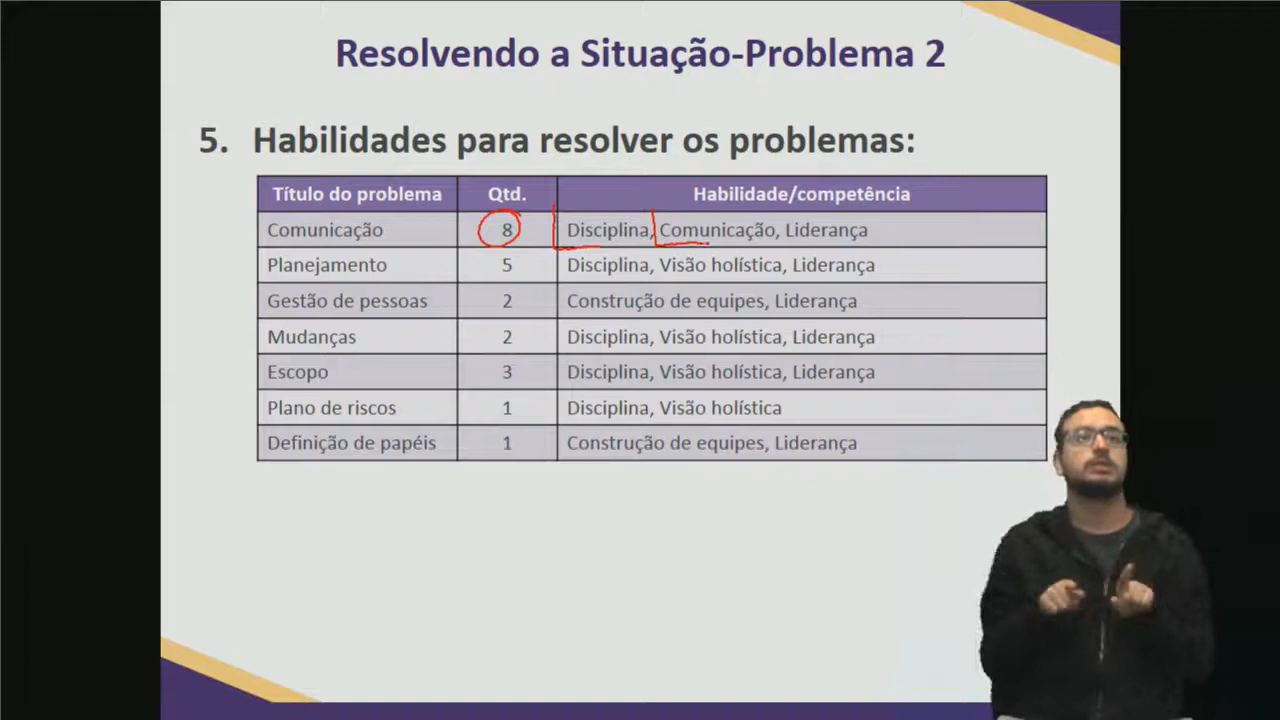 Resolvendo a Situação-Problema 2
5. Habilidades para resolver os problemas:
Título do problema Qtd. Habilidade/competência
Comunicação 8 Disciplina, Comunicação, Liderança
Planejamento 5 Disciplina, Visão holística, Liderança
Gestão de pessoas 2 Construção de equipes, Liderança
Mudanças 2 Disciplina, Visão holística, Liderança
Escopo 3 Disciplina, Visão holística, Liderança
Plano de riscos 1 Disciplina, Visão holística
Definição de papéis 1 Construção de equipes, Liderança